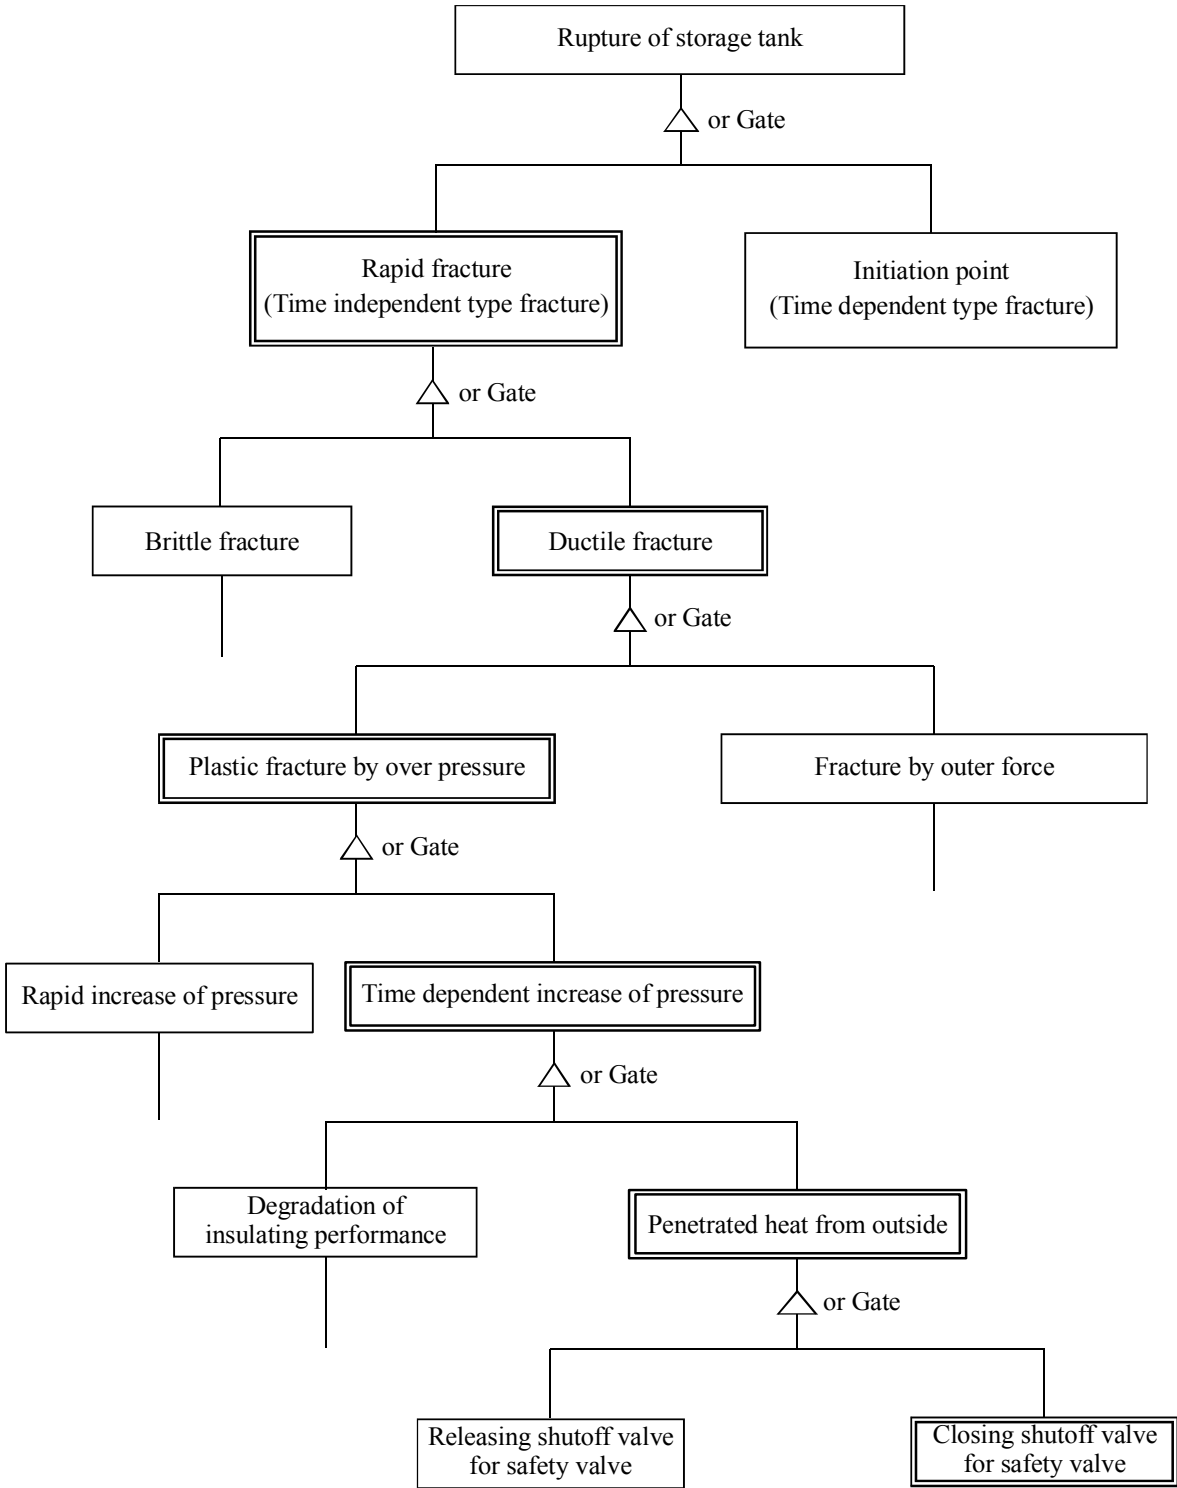 Rupture of storage tank
or Gate
Rapid fracture
(Time independent type fracture)
Initiation point
(Time dependent type fracture)
or Gate
Brittle fracture
Ductile fracture
or Gate
Plastic fracture by over pressure
Fracture by outer force
or Gate
Rapid increase of pressure
Time dependent increase of pressure
or Gate
Degradation of
insulating performance
Penetrated heat from outside
or Gate
Releasing shutoff valve
for safety valve
Closing shutoff valve
for safety valve